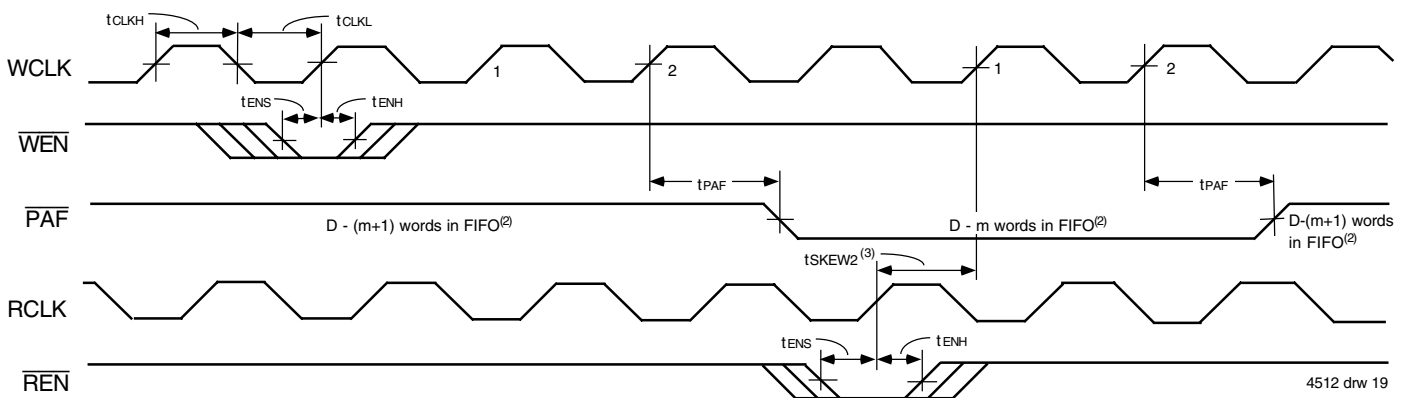 tCLKH
tCLKL
WCLK
1
2
1
2
tENS
tENH
WEN
tPAF
tPAF
PAF
D - (m+1) words in FIFO(2)
D - m words in FIFO(2)
D-(m+1) words
in FIFO(2)
tSKEW2(3)
RCLK
tENS
tENH
REN
4512 drw 19